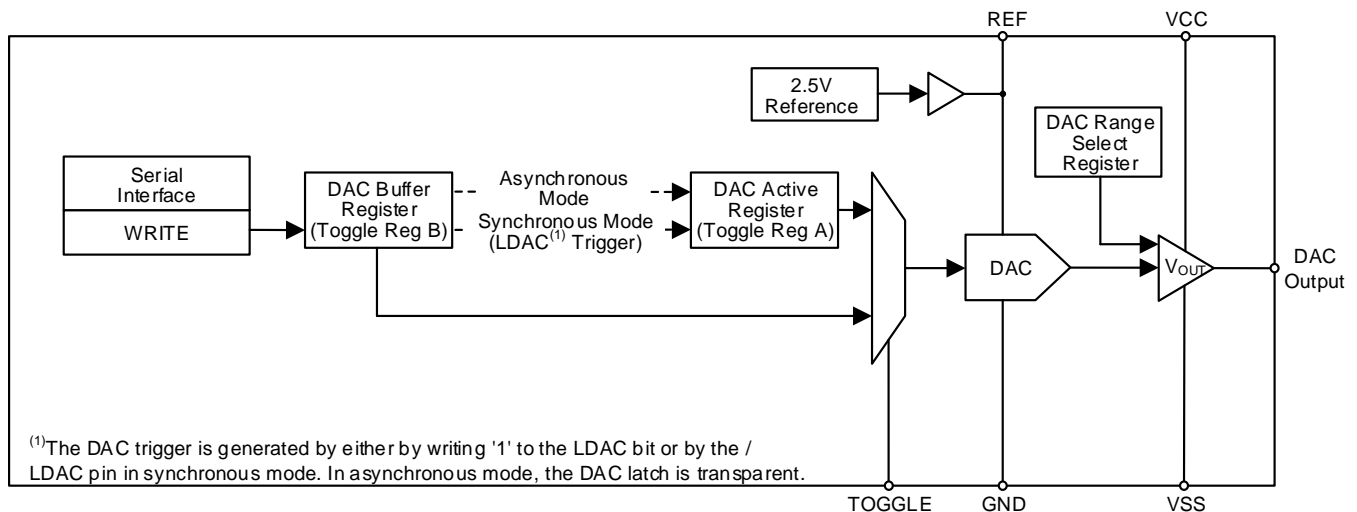 REF
VCC
2.5V
Reference
DAC Range
Select
Register
Serial
Interface
WRITE
DAC Buffer
Register
(Toggle Reg B)
Asynchronous
Mode
Synchronous Mode
(LDAC(1) Trigger)
DAC Active
Register
(Toggle Reg A)
DAC
VOUT
DAC
Output
(1)The DAC trigger is generated by either by writing '1' to the LDAC bit or by the /
LDAC pin in synchronous mode. In asynchronous mode, the DAC latch is transparent.
TOGGLE
GND
VSS